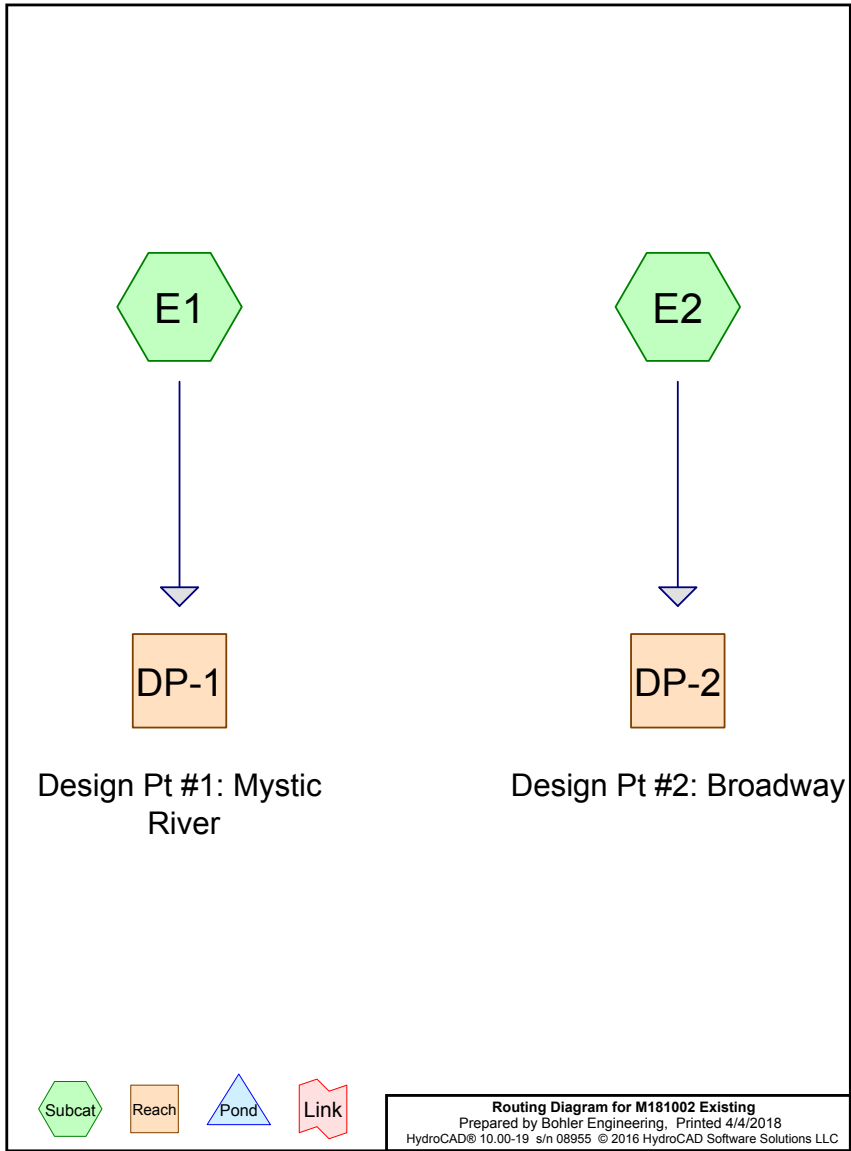 E1
E2
DP-1
DP-2
Design Pt #1: Mystic
River
Design Pt #2: Broadway
Subcat
Reach
Pond
Link
Routing Diagram for M181002 Existing
Prepared by Bohler Engineering, Printed 4/4/2018
HydroCAD® 10.00-19 s/n 08955 © 2016 HydroCAD Software Solutions LLC